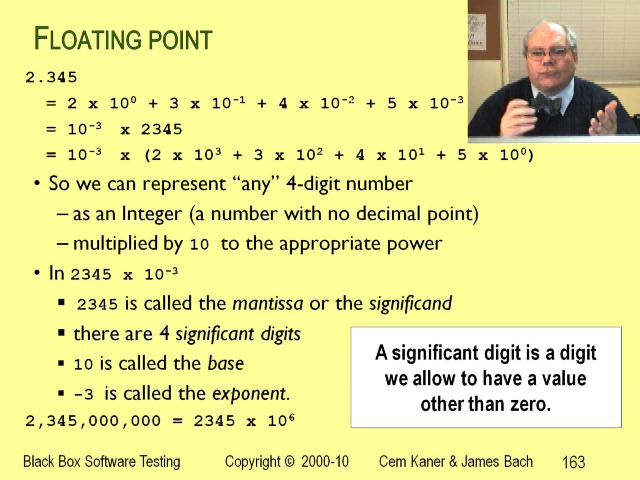 FLOATING POINT
2.345
= 2 x 10⁰ + 3 x 10⁻¹ + 4 x 10⁻² + 5 x 10⁻³
= 10⁻³ x 2345
= 10⁻³ x (2 x 10³ + 3 x 10² + 4 x 10¹ + 5 x 10⁰)
• So we can represent “any” 4-digit number
– as an Integer (a number with no decimal point)
– multiplied by 10 to the appropriate power
• In 2345 x 10⁻³
▪ 2345 is called the mantissa or the significand
▪ there are 4 significant digits
▪ 10 is called the base
▪ -3 is called the exponent.
2,345,000,000 = 2345 x 10⁶
A significant digit is a digit
we allow to have a value
other than zero.
Black Box Software Testing Copyright © 2000-10 Cem Kaner & James Bach 163